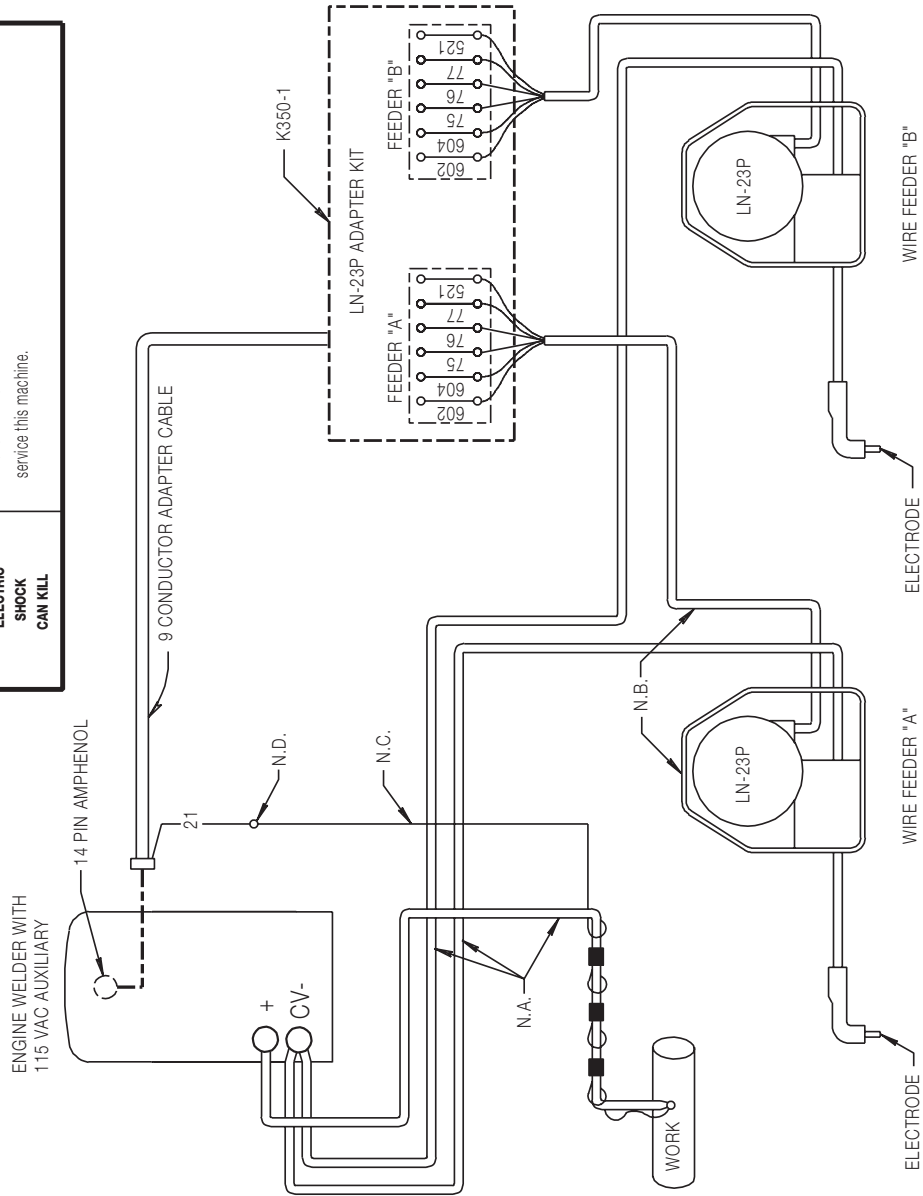 ELECTRIC
SHOCK
CAN KILL
service this machine.
ENGINE WELDER WITH
115 VAC AUXILIARY
14 PIN AMPHENOL
9 CONDUCTOR ADAPTER CABLE
K350-1
LN-23P ADAPTER KIT
FEEDER "A"
602
604
75
76
77
521
FEEDER "B"
602
604
75
76
77
521
21
N.D.
N.C.
+
CV-
N.A.
N.B.
WORK
LN-23P
LN-23P
ELECTRODE
WIRE FEEDER "A"
ELECTRODE
WIRE FEEDER "B"